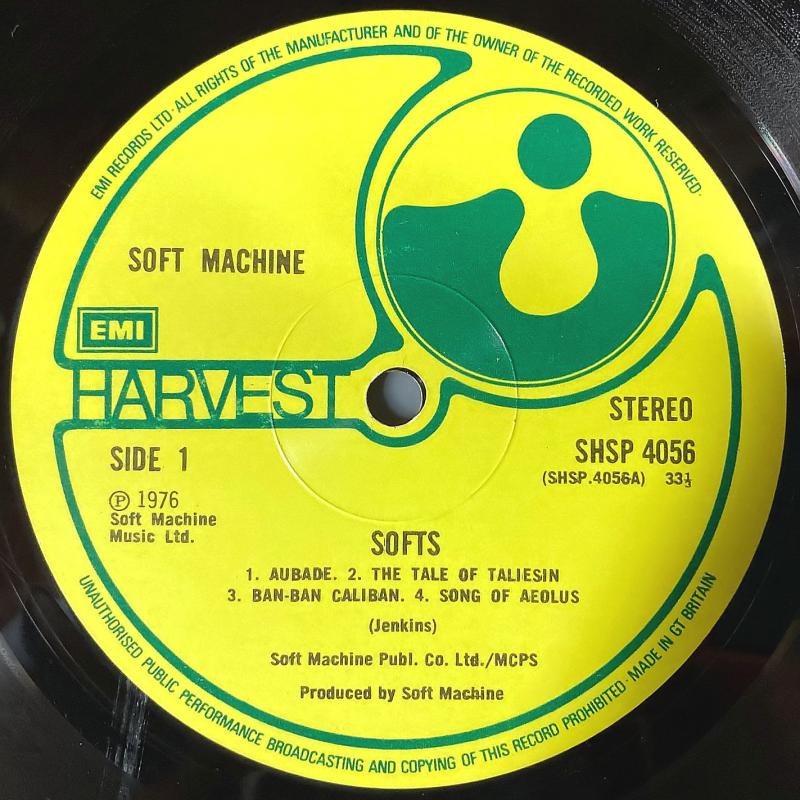 EMI RECORDS LTD · ALL RIGHTS OF THE MANUFACTURER AND OF THE OWNER OF THE RECORDED WORK RESERVED ·
SOFT MACHINE
EMI
HARVEST
STEREO
SIDE 1
SHSP 4056
(SHSP.4056A) 33⅓
℗ 1976
Soft Machine
Music Ltd.
SOFTS
1. AUBADE. 2. THE TALE OF TALIESIN
3. BAN-BAN CALIBAN. 4. SONG OF AEOLUS
(Jenkins)
Soft Machine Publ. Co. Ltd./MCPS
Produced by Soft Machine
UNAUTHORISED PUBLIC PERFORMANCE BROADCASTING AND COPYING OF THIS RECORD PROHIBITED · MADE IN GT BRITAIN